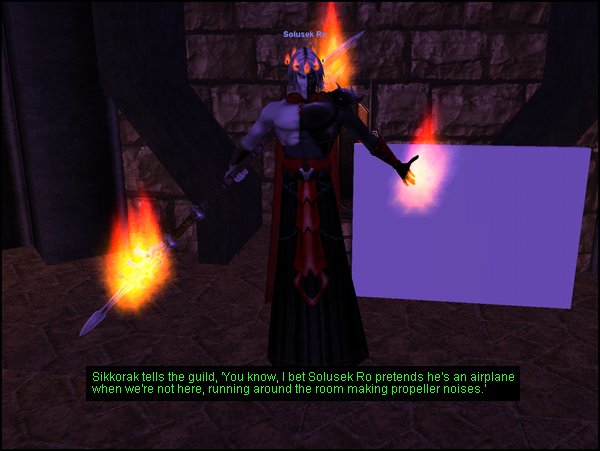 Solusek Ro
Sikkorak tells the guild, 'You know, I bet Solusek Ro pretends he's an airplane
when we're not here, running around the room making propeller noises.'